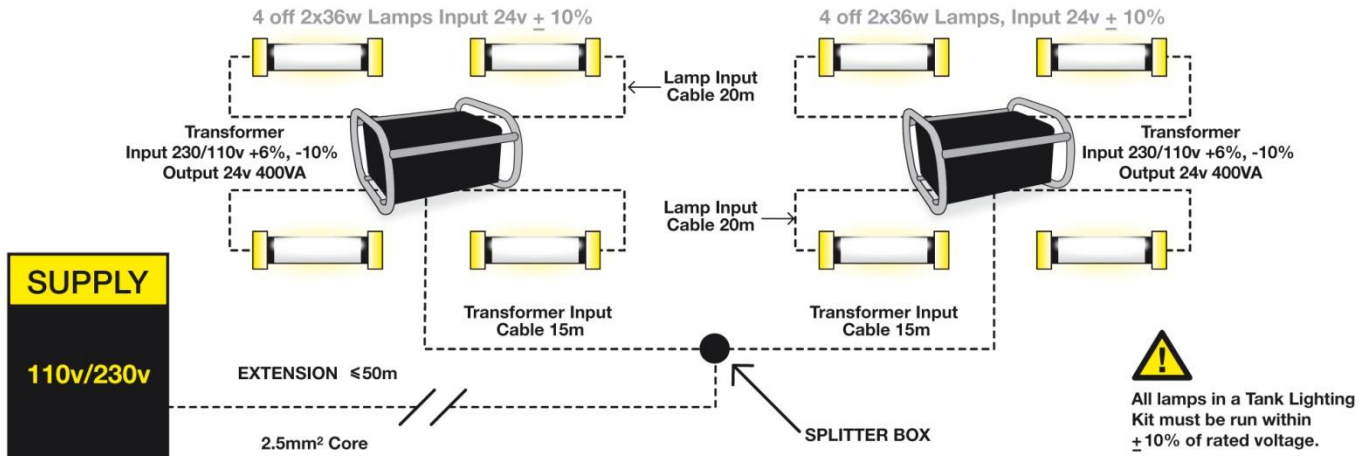 4 off 2x36w Lamps Input 24v ± 10%
4 off 2x36w Lamps, Input 24v ± 10%
Lamp Input
Cable 20m
Transformer
Input 230/110v +6%, -10%
Output 24v 400VA
Transformer
Input 230/110v +6%, -10%
Output 24v 400VA
Lamp Input
Cable 20m
SUPPLY
110v/230v
Transformer Input
Cable 15m
Transformer Input
Cable 15m
EXTENSION ≤50m
2.5mm² Core
SPLITTER BOX
!
All lamps in a Tank Lighting
Kit must be run within
±10% of rated voltage.